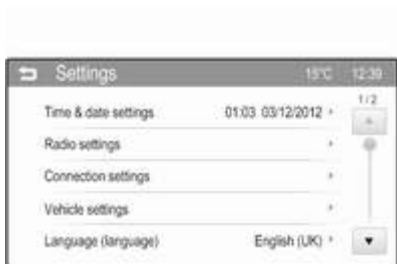 Settings 15°C 12:39
1/2
Time & date settings 01:03 03/12/2012
Radio settings
Connection settings
Vehicle settings
Language (language) English (UK)